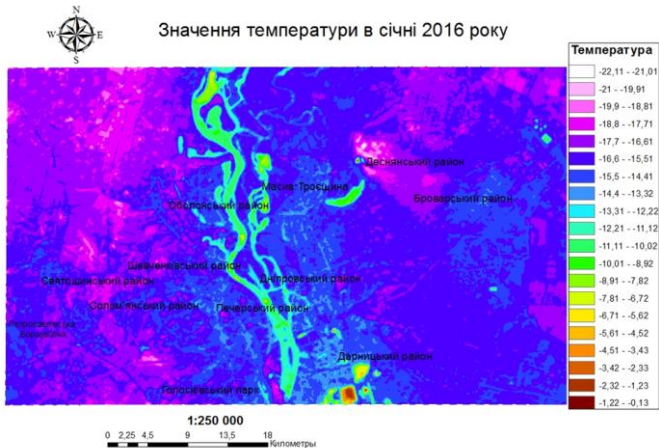 N
W E
S
Значення температури в січні 2016 року
Температура
-22,11 - -21,01
-21 - -19,91
-19,9 - -18,81
-18,8 - -17,71
-17,7 - -16,61
-16,6 - -15,51
-15,5 - -14,41
-14,4 - -13,32
-13,31 - -12,22
-12,21 - -11,12
-11,11 - -10,02
-10,01 - -8,92
-8,91 - -7,82
-7,81 - -6,72
-6,71 - -5,62
-5,61 - -4,52
-4,51 - -3,43
-3,42 - -2,33
-2,32 - -1,23
-1,22 - -0,13
Деснянський район
Масив Троєщина
Броварський район
Оболонський район
Шевченківський район
Святошинський район
Дніпровський район
Солом'янський район
Печерський район
Дарницький район
Голосіївський парк
1:250 000
0 2,25 4,5 9 13,5 18
Километры